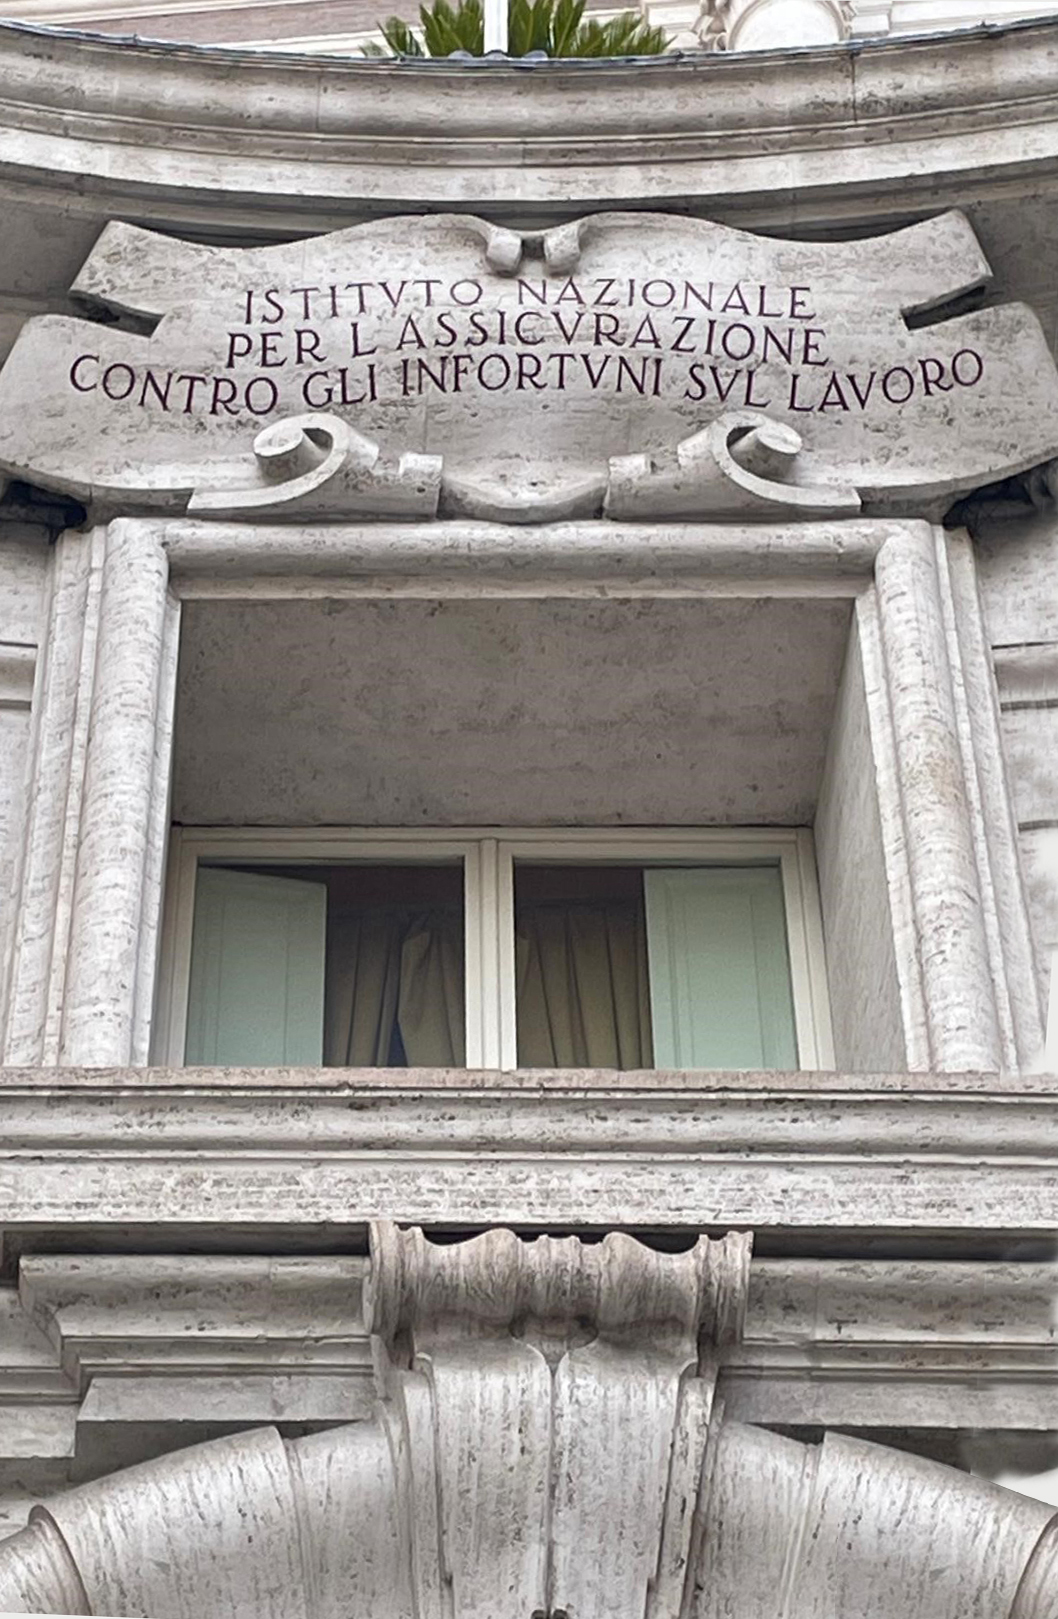 ISTITVTO NAZIONALE
PER L'ASSICVRAZIONE
CONTRO GLI INFORTVNI SVL LAVORO